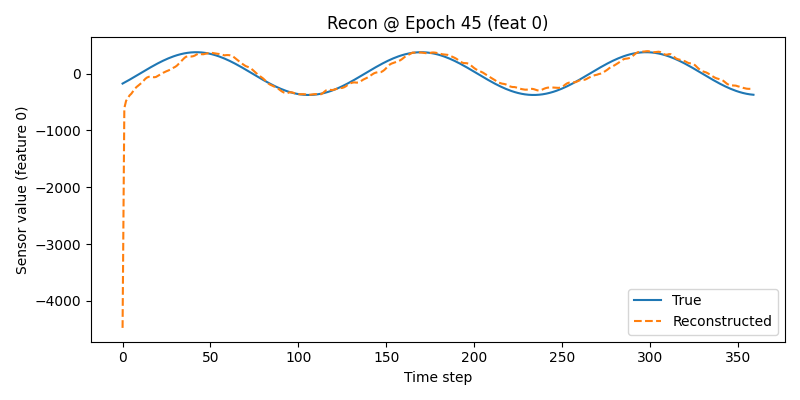 Recon @ Epoch 45 (feat 0)
Sensor value (feature 0)
0
−1000
−2000
−3000
−4000
True
Reconstructed
0 50 100 150 200 250 300 350
Time step